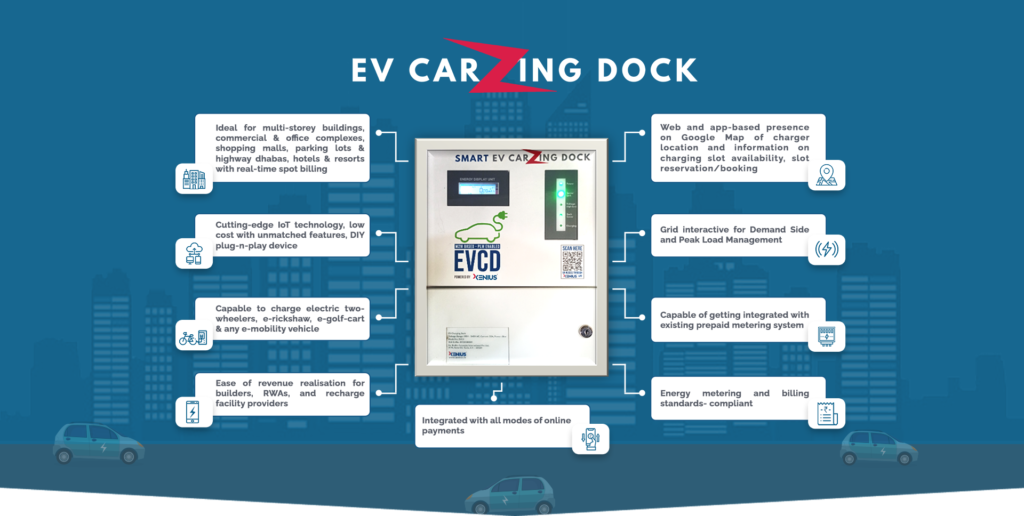 EV CARZING DOCK
Ideal for multi-storey buildings,
commercial & office complexes,
shopping malls, parking lots &
highway dhabas, hotels & resorts
with real-time spot billing
Cutting-edge IoT technology, low
cost with unmatched features, DIY
plug-n-play device
Capable to charge electric two-
wheelers, e-rickshaw, e-golf-cart
& any e-mobility vehicle
Ease of revenue realisation for
builders, RWAs, and recharge
facility providers
SMART EV CARZING DOCK
ENERGY DISPLAY UNIT
EVCD
POWERED BY XENIUS
SCAN HERE
XENIUS
XENIUS
Integrated with all modes of online
payments
Web and app-based presence
on Google Map of charger
location and information on
charging slot availability, slot
reservation/booking
Grid interactive for Demand Side
and Peak Load Management
Capable of getting integrated with
existing prepaid metering system
Energy metering and billing
standards- compliant